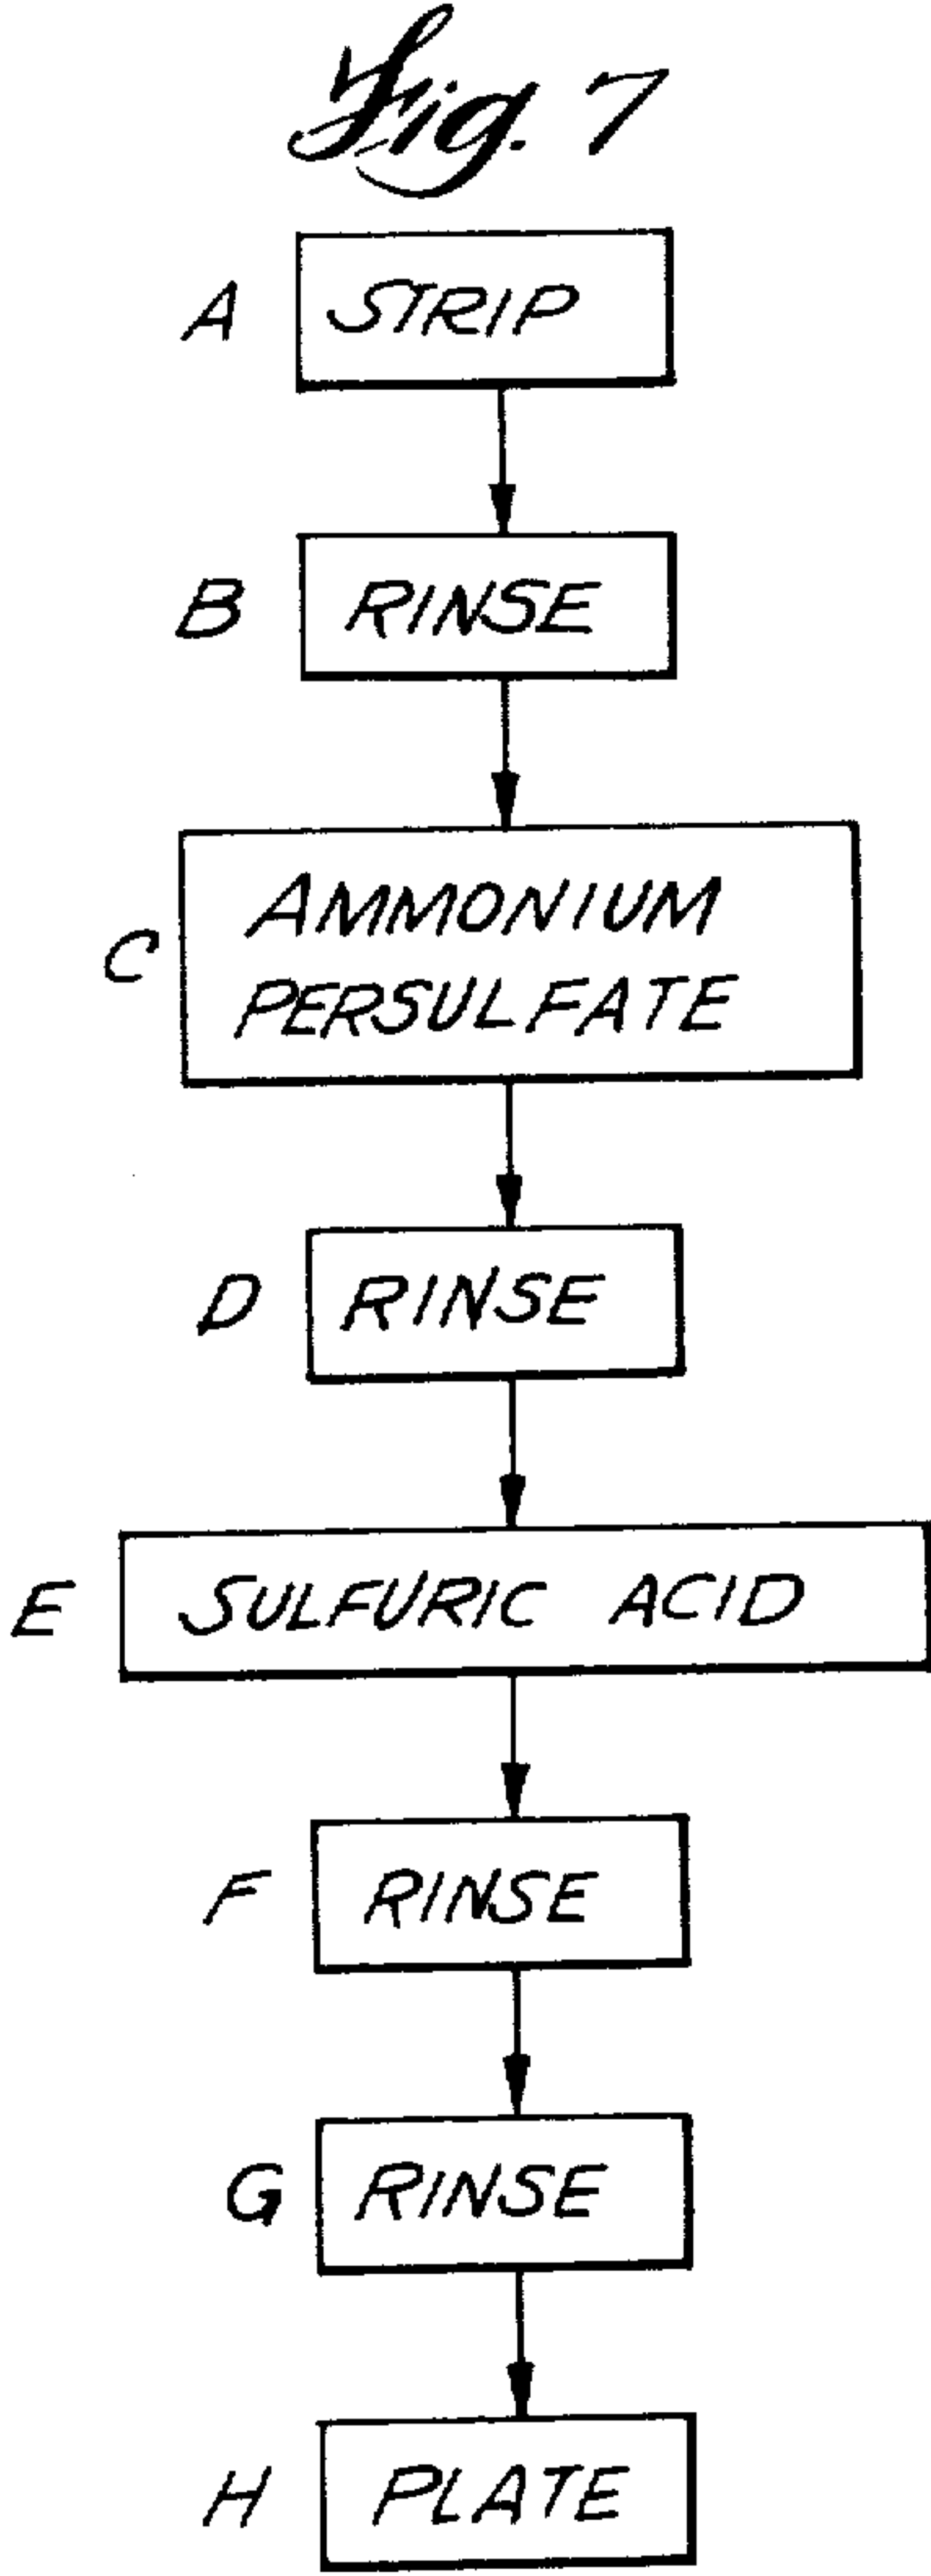 Fig. 7
A STRIP
B RINSE
C AMMONIUM
PERSULFATE
D RINSE
E SULFURIC ACID
F RINSE
G RINSE
H PLATE